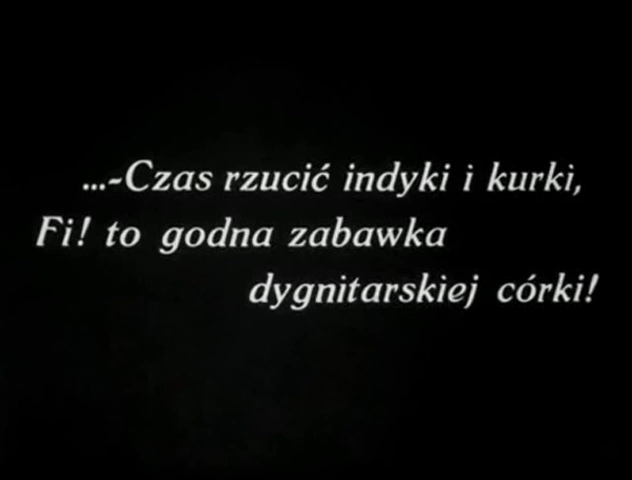 ...-Czas rzucić indyki i kurki,
Fi! to godna zabawka
dygnitarskiej córki!